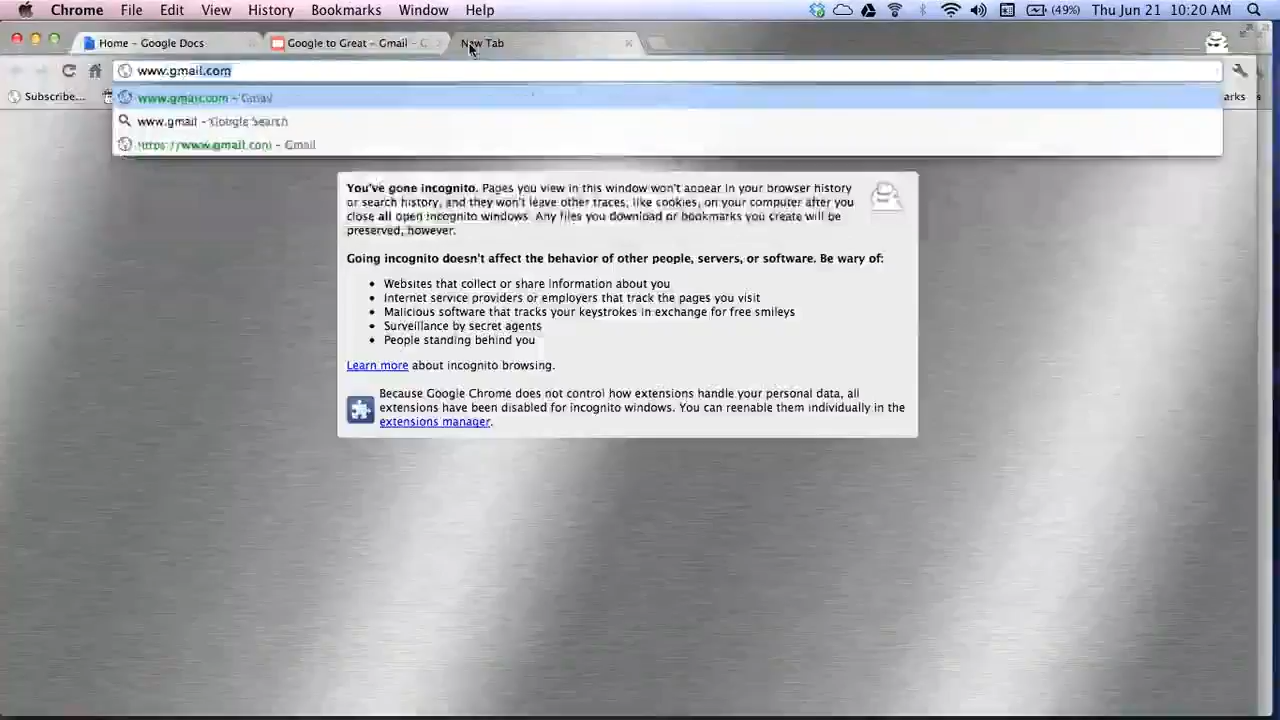 Chrome File Edit View History Bookmarks Window Help (49%) Thu Jun 21 10:20 AM
Home - Google Docs Google to Great - Gmail - G New Tab
www.gmail.com
Subscribe... arks
www.gmail.com - Gmail
www.gmail - Google Search
https://www.gmail.com - Gmail
You've gone incognito. Pages you view in this window won't appear in your browser history
or search history, and they won't leave other traces, like cookies, on your computer after you
close all open incognito windows. Any files you download or bookmarks you create will be
preserved, however.
Going incognito doesn't affect the behavior of other people, servers, or software. Be wary of:
• Websites that collect or share information about you
• Internet service providers or employers that track the pages you visit
• Malicious software that tracks your keystrokes in exchange for free smileys
• Surveillance by secret agents
• People standing behind you
Learn more about incognito browsing.
Because Google Chrome does not control how extensions handle your personal data, all
extensions have been disabled for incognito windows. You can reenable them individually in the
extensions manager.